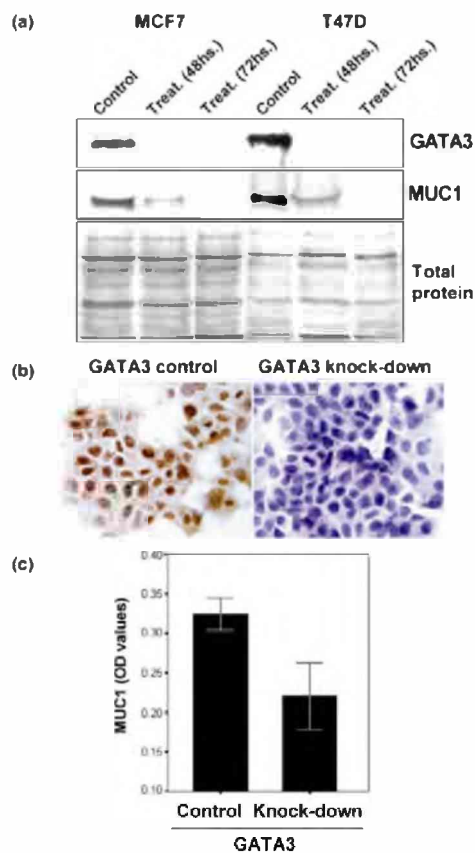 (a)
MCF7 T47D
Control Treat. (48hs.) Treat. (72hs.) Control Treat. (48hs.) Treat. (72hs.)
GATA3
MUC1
Total
protein
(b)
GATA3 control GATA3 knock-down
(c)
MUC1 (OD values)
0.40
0.35
0.30
0.25
0.20
0.15
0.10
Control Knock-down
GATA3